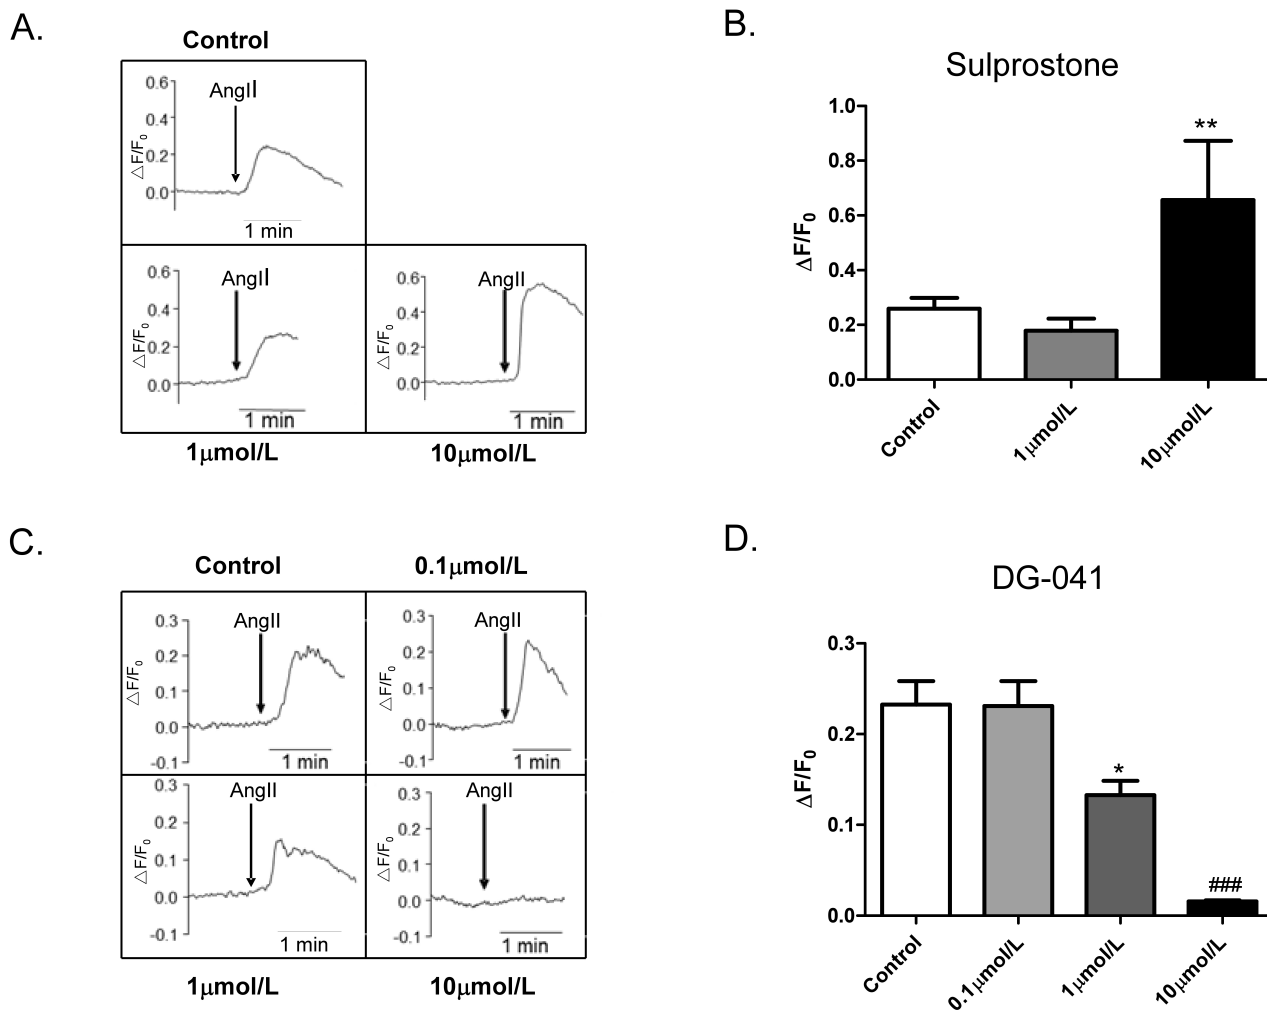 A.
Control
0.6
0.4
0.2
0.0
△F/F0
AngII
1 min
0.6
0.4
0.2
0.0
△F/F0
AngII
1 min
1μmol/L
0.6
0.4
0.2
0.0
△F/F0
AngII
1 min
10μmol/L
B.
Sulprostone
1.0
0.8
0.6
0.4
0.2
0.0
ΔF/F0
**
Control
1μmol/L
10μmol/L
C.
Control
0.3
0.2
0.1
0.0
-0.1
△F/F0
AngII
1 min
0.1μmol/L
0.3
0.2
0.1
0.0
-0.1
△F/F0
AngII
1 min
0.3
0.2
0.1
0.0
-0.1
△F/F0
AngII
1 min
1μmol/L
0.3
0.2
0.1
0.0
-0.1
△F/F0
AngII
1 min
10μmol/L
D.
DG-041
0.3
0.2
0.1
0.0
ΔF/F0
*
###
Control
0.1μmol/L
1μmol/L
10μmol/L